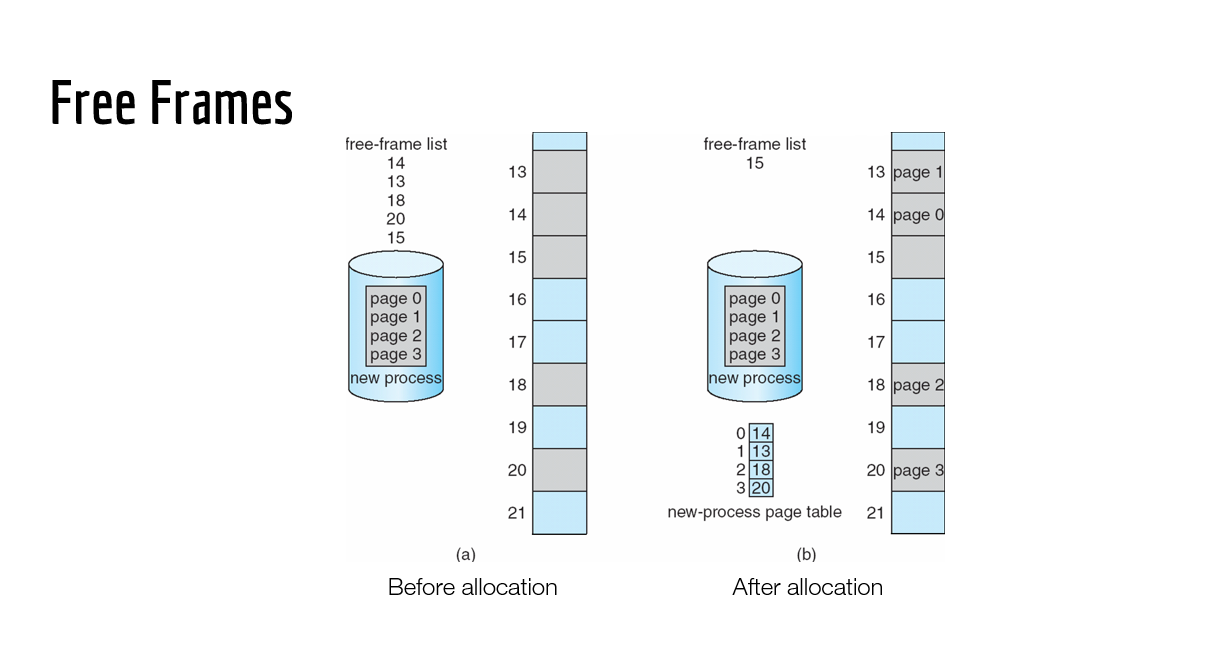 Free Frames
free-frame list
14
13
18
20
15
page 0
page 1
page 2
page 3
new process
13
14
15
16
17
18
19
20
21
(a)
Before allocation
free-frame list
15
page 0
page 1
page 2
page 3
new process
0 14
1 13
2 18
3 20
new-process page table
13 page 1
14 page 0
15
16
17
18 page 2
19
20 page 3
21
(b)
After allocation